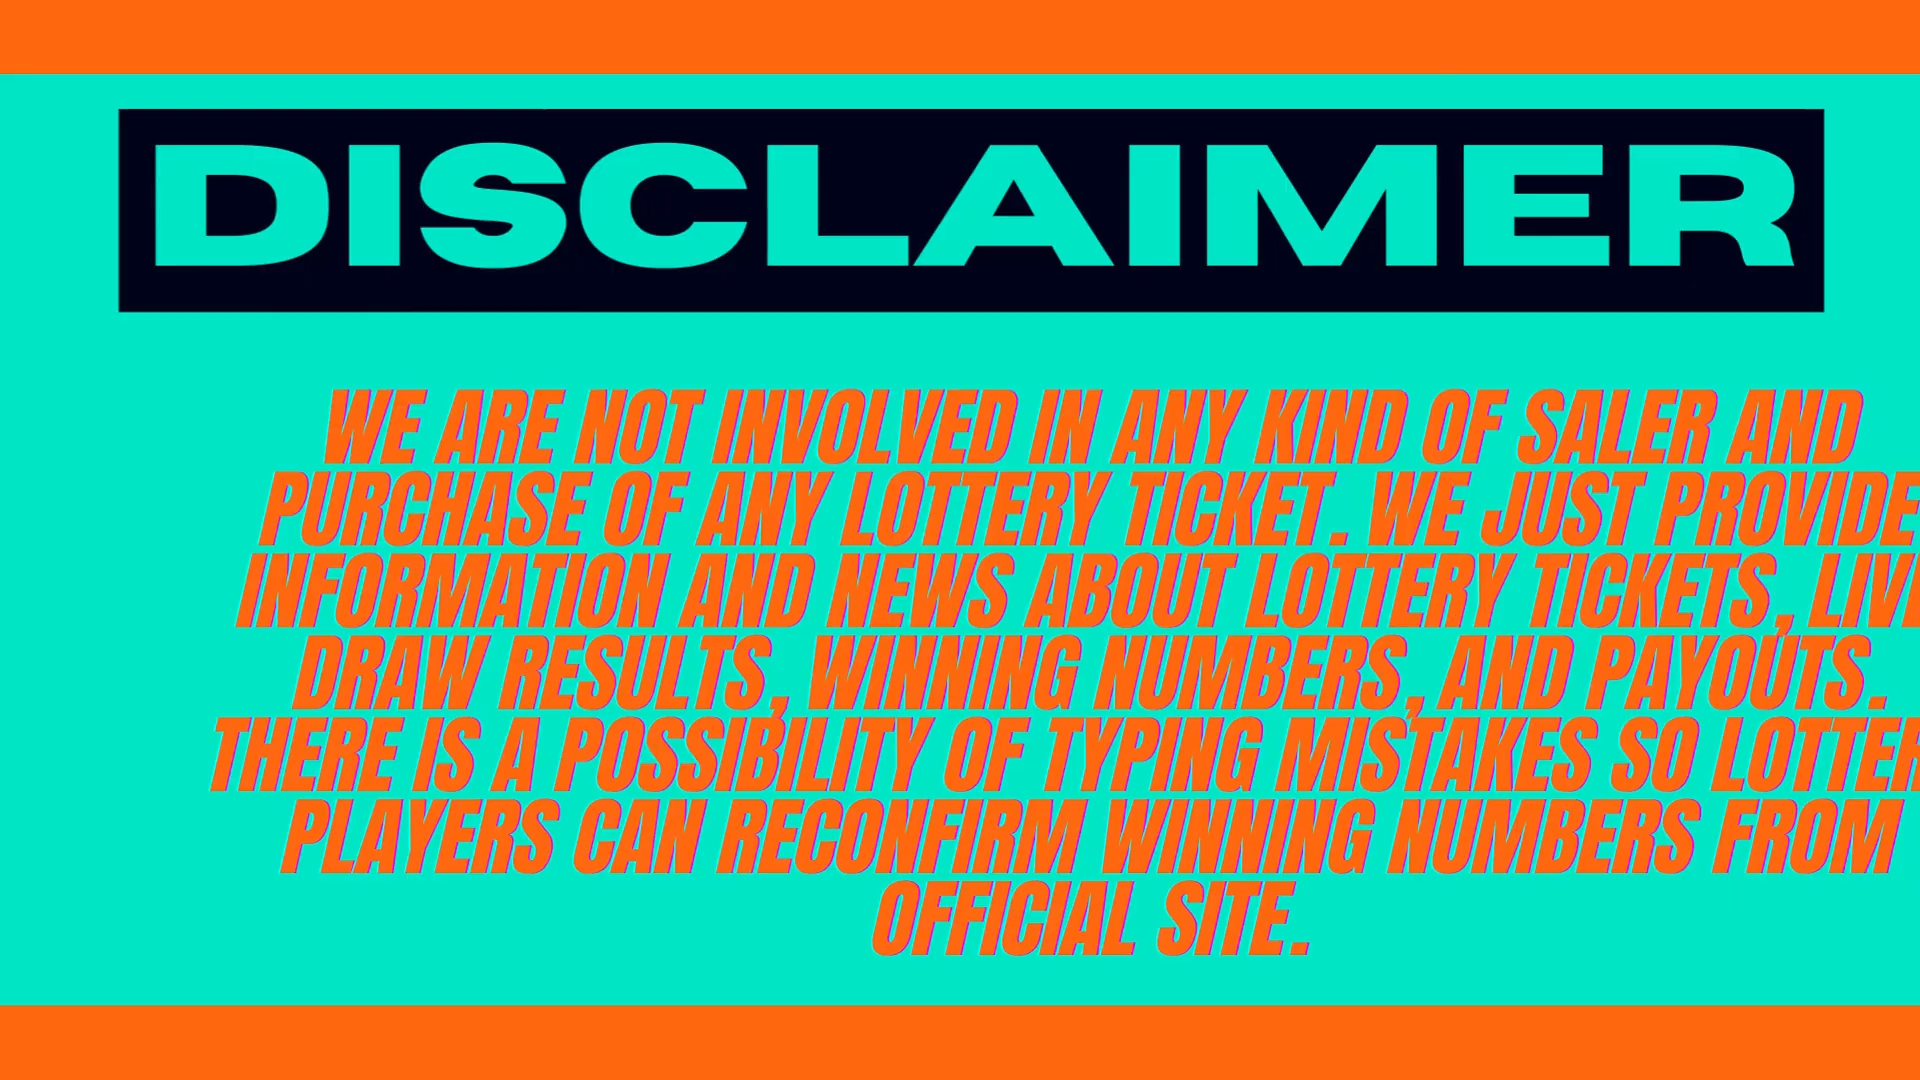 DISCLAIMER
WE ARE NOT INVOLVED IN ANY KIND OF SALER AND
PURCHASE OF ANY LOTTERY TICKET. WE JUST PROVIDE
INFORMATION AND NEWS ABOUT LOTTERY TICKETS, LIVE
DRAW RESULTS, WINNING NUMBERS, AND PAYOUTS.
THERE IS A POSSIBILITY OF TYPING MISTAKES SO LOTTER
PLAYERS CAN RECONFIRM WINNING NUMBERS FROM
OFFICIAL SITE.